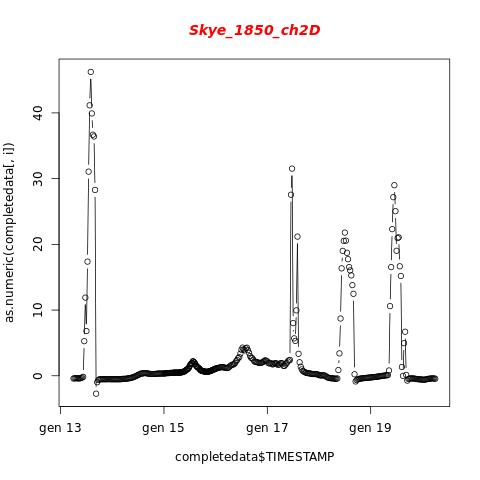 Skye_1850_ch2D
as.numeric(completedata[, i])
40
30
20
10
0
gen 13 gen 15 gen 17 gen 19
completedata$TIMESTAMP